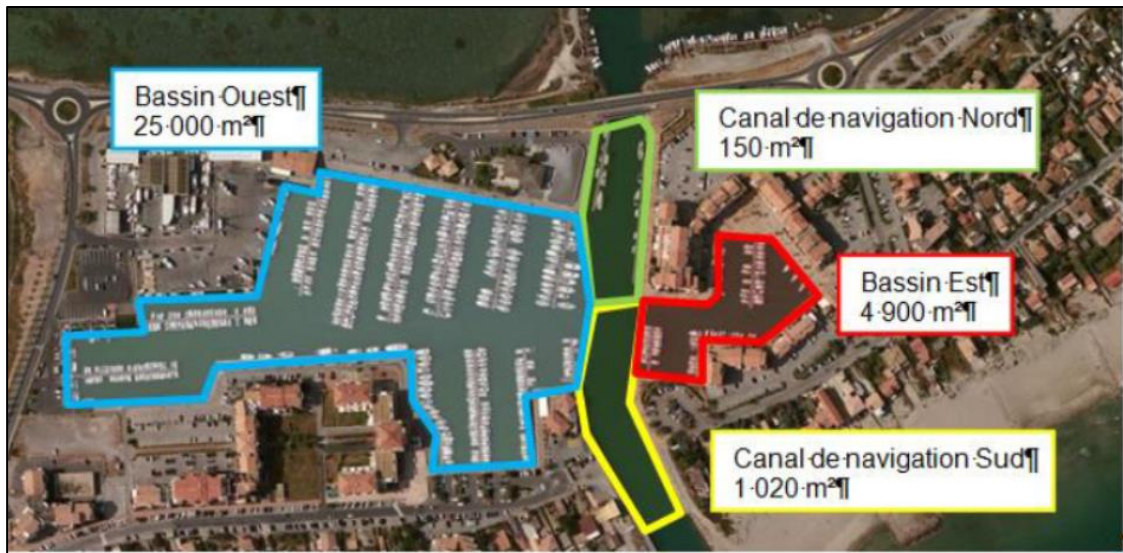 Bassin·Ouest¶
25·000·m²¶
Canal·de·navigation·Nord¶
150·m²¶
Bassin·Est¶
4·900·m²¶
Canal·de·navigation·Sud¶
1·020·m²¶